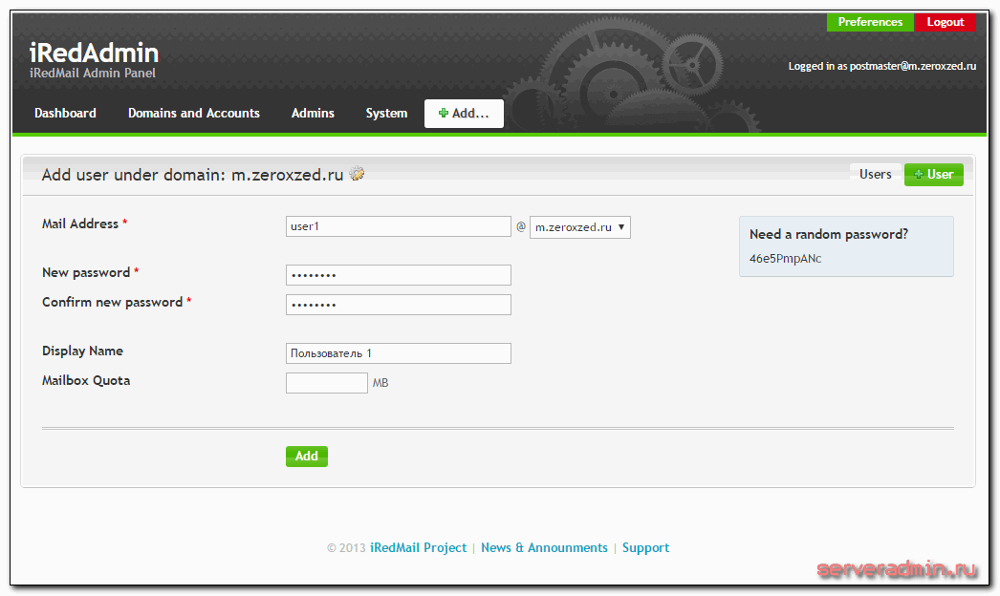 Preferences Logout
iRedAdmin
iRedMail Admin Panel
Logged in as postmaster@m.zeroxzed.ru
Dashboard Domains and Accounts Admins System Add...
Add user under domain: m.zeroxzed.ru
Users User
Mail Address * user1 @ m.zeroxzed.ru
Need a random password?
46e5PmpANc
New password * ••••••••
Confirm new password * ••••••••
Display Name Пользователь 1
Mailbox Quota MB
Add
© 2013 iRedMail Project | News & Announments | Support
serveradmin.ru